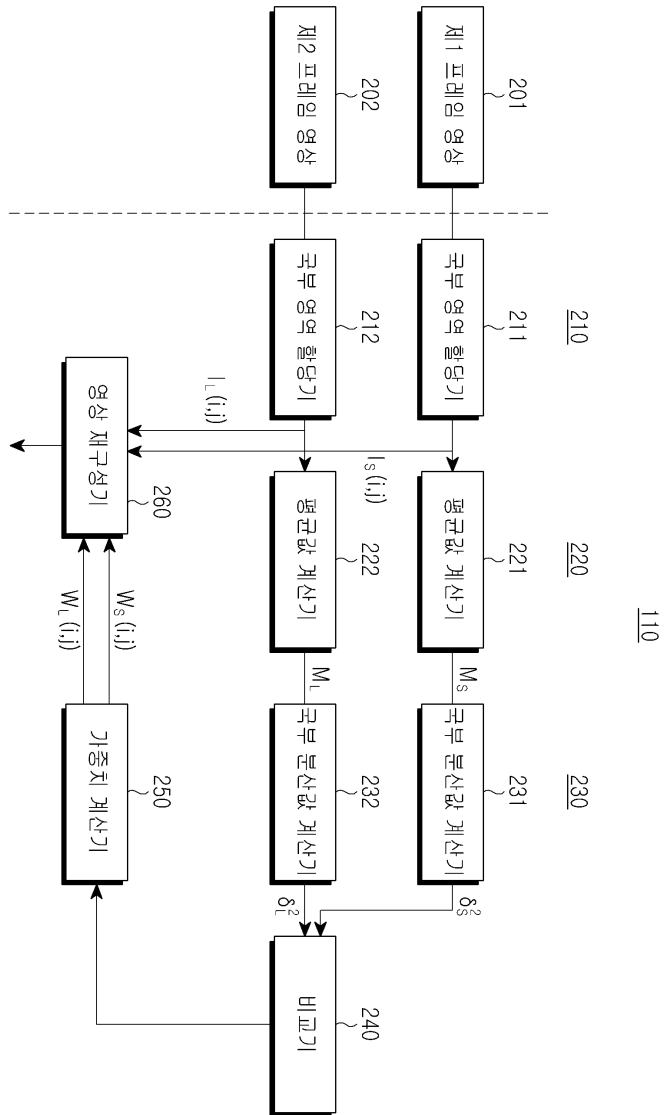 110
210
220
230
제1 프레임 영상
201
국부 영역 할당기
211
평균값 계산기
221
M_S
국부 분산값 계산기
231
δ_S^2
I_S(i,j)
제2 프레임 영상
202
국부 영역 할당기
212
평균값 계산기
222
M_L
국부 분산값 계산기
232
δ_L^2
비교기
240
I_L(i,j)
영상 재구성기
260
W_S(i,j)
W_L(i,j)
가중치 계산기
250